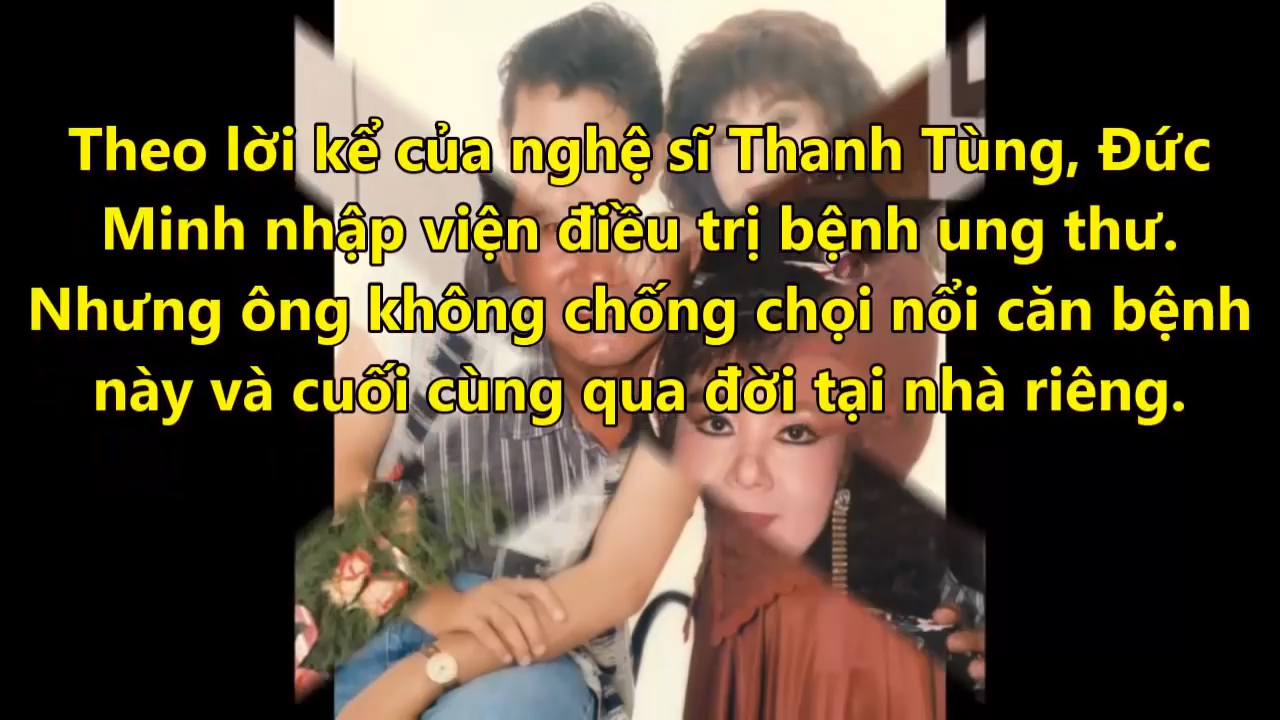 Theo lời kể của nghệ sĩ Thanh Tùng, Đức
Minh nhập viện điều trị bệnh ung thư.
Nhưng ông không chống chọi nổi căn bệnh
này và cuối cùng qua đời tại nhà riêng.